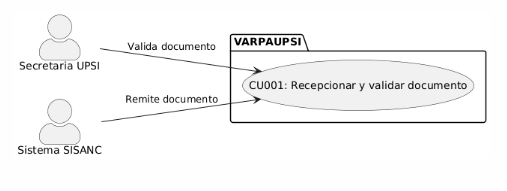 VARPAUPSI
Valida documento
Secretaria UPSI
CU001: Recepcionar y validar documento
Remite documento
Sistema SISANC